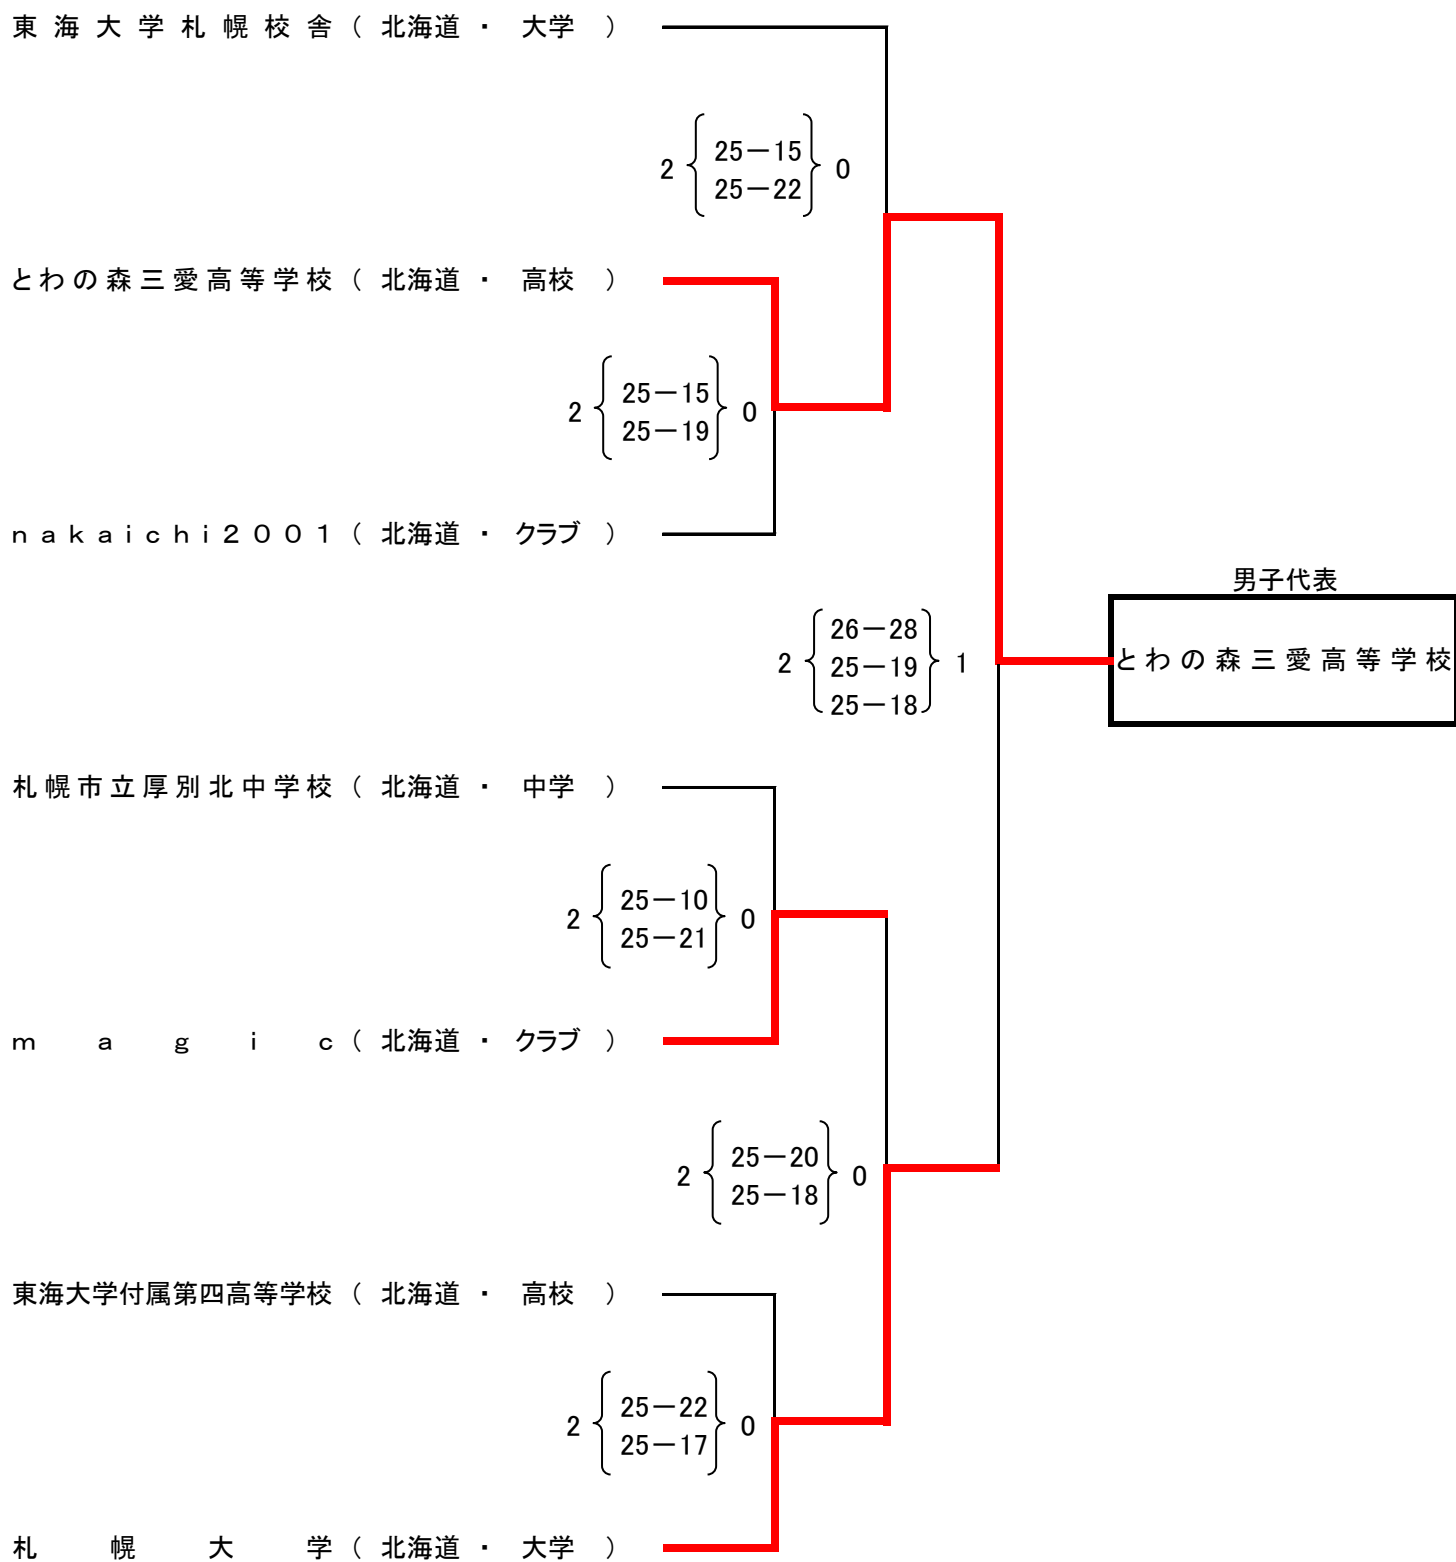 東海大学札幌校舎（ 北海道 ・ 大学 ）
2 { 25－15 } 0
25－22
とわの森三愛高等学校（ 北海道 ・ 高校 ）
2 { 25－15 } 0
25－19
ｎａｋａｉｃｈｉ２００１（ 北海道 ・ クラブ ）
男子代表
とわの森三愛高等学校
26－28
2 { 25－19 } 1
25－18
札幌市立厚別北中学校（ 北海道 ・ 中学 ）
2 { 25－10 } 0
25－21
ｍａｇｉｃ（ 北海道 ・ クラブ ）
2 { 25－20 } 0
25－18
東海大学付属第四高等学校（ 北海道 ・ 高校 ）
2 { 25－22 } 0
25－17
札幌大学（ 北海道 ・ 大学 ）